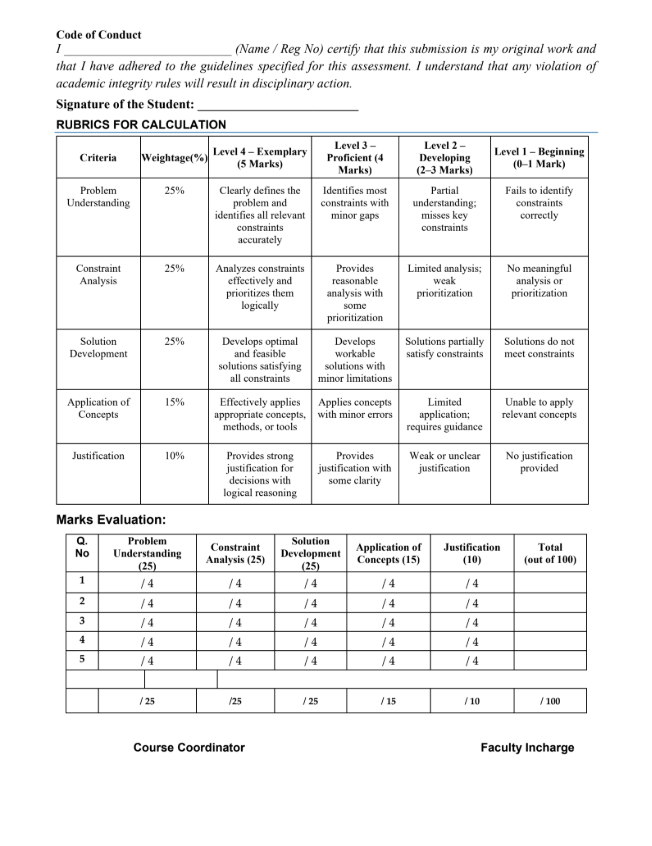 Code of Conduct
I ___________________________ (Name / Reg No) certify that this submission is my original work and
that I have adhered to the guidelines specified for this assessment. I understand that any violation of
academic integrity rules will result in disciplinary action.
Signature of the Student: _________________________
RUBRICS FOR CALCULATION
Criteria Weightage(%) Level 4 – Exemplary (5 Marks) Level 3 – Proficient (4 Marks) Level 2 – Developing (2–3 Marks) Level 1 – Beginning (0–1 Mark)
Problem Understanding 25% Clearly defines the problem and identifies all relevant constraints accurately Identifies most constraints with minor gaps Partial understanding; misses key constraints Fails to identify constraints correctly
Constraint Analysis 25% Analyzes constraints effectively and prioritizes them logically Provides reasonable analysis with some prioritization Limited analysis; weak prioritization No meaningful analysis or prioritization
Solution Development 25% Develops optimal and feasible solutions satisfying all constraints Develops workable solutions with minor limitations Solutions partially satisfy constraints Solutions do not meet constraints
Application of Concepts 15% Effectively applies appropriate concepts, methods, or tools Applies concepts with minor errors Limited application; requires guidance Unable to apply relevant concepts
Justification 10% Provides strong justification for decisions with logical reasoning Provides justification with some clarity Weak or unclear justification No justification provided
Marks Evaluation:
Q. No Problem Understanding (25) Constraint Analysis (25) Solution Development (25) Application of Concepts (15) Justification (10) Total (out of 100)
1 / 4 / 4 / 4 / 4 / 4
2 / 4 / 4 / 4 / 4 / 4
3 / 4 / 4 / 4 / 4 / 4
4 / 4 / 4 / 4 / 4 / 4
5 / 4 / 4 / 4 / 4 / 4
/ 25 /25 / 25 / 15 / 10 / 100
Course Coordinator Faculty Incharge